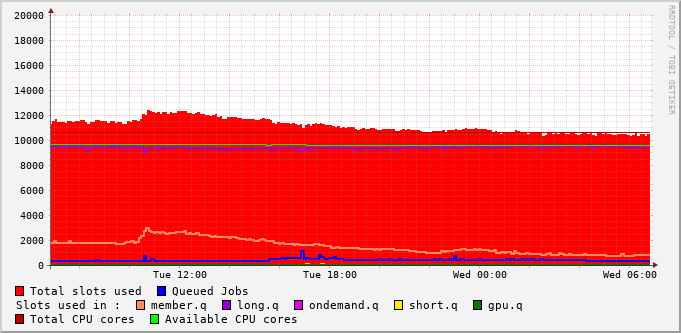 RRDTOOL / TOBI OETIKER
20000
18000
16000
14000
12000
10000
8000
6000
4000
2000
0
Tue 12:00 Tue 18:00 Wed 00:00 Wed 06:00
Total slots used Queued Jobs
Slots used in : member.q long.q ondemand.q short.q gpu.q
Total CPU cores Available CPU cores